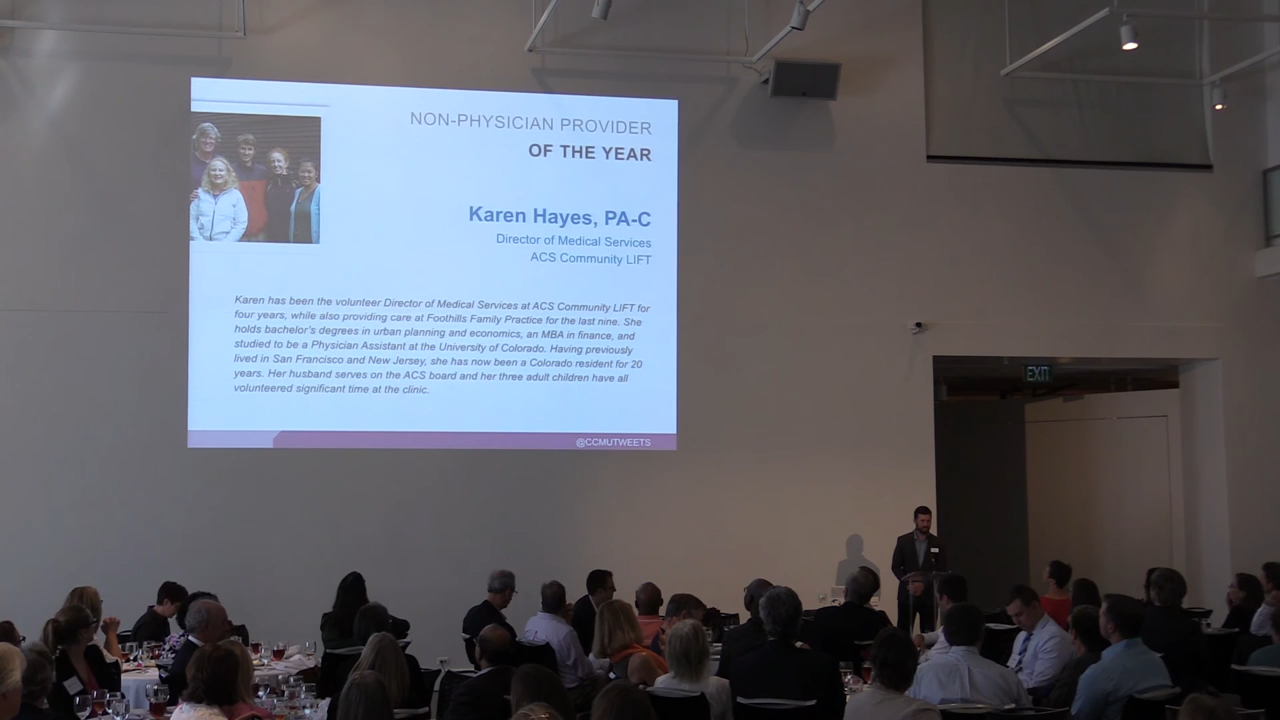 NON-PHYSICIAN PROVIDER
OF THE YEAR
Karen Hayes, PA-C
Director of Medical Services
ACS Community LIFT
Karen has been the volunteer Director of Medical Services at ACS Community LIFT for
four years, while also providing care at Foothills Family Practice for the last nine. She
holds bachelor's degrees in urban planning and economics, an MBA in finance, and
studied to be a Physician Assistant at the University of Colorado. Having previously
lived in San Francisco and New Jersey, she has now been a Colorado resident for 20
years. Her husband serves on the ACS board and her three adult children have all
volunteered significant time at the clinic.
@CCMUTWEETS
EXIT